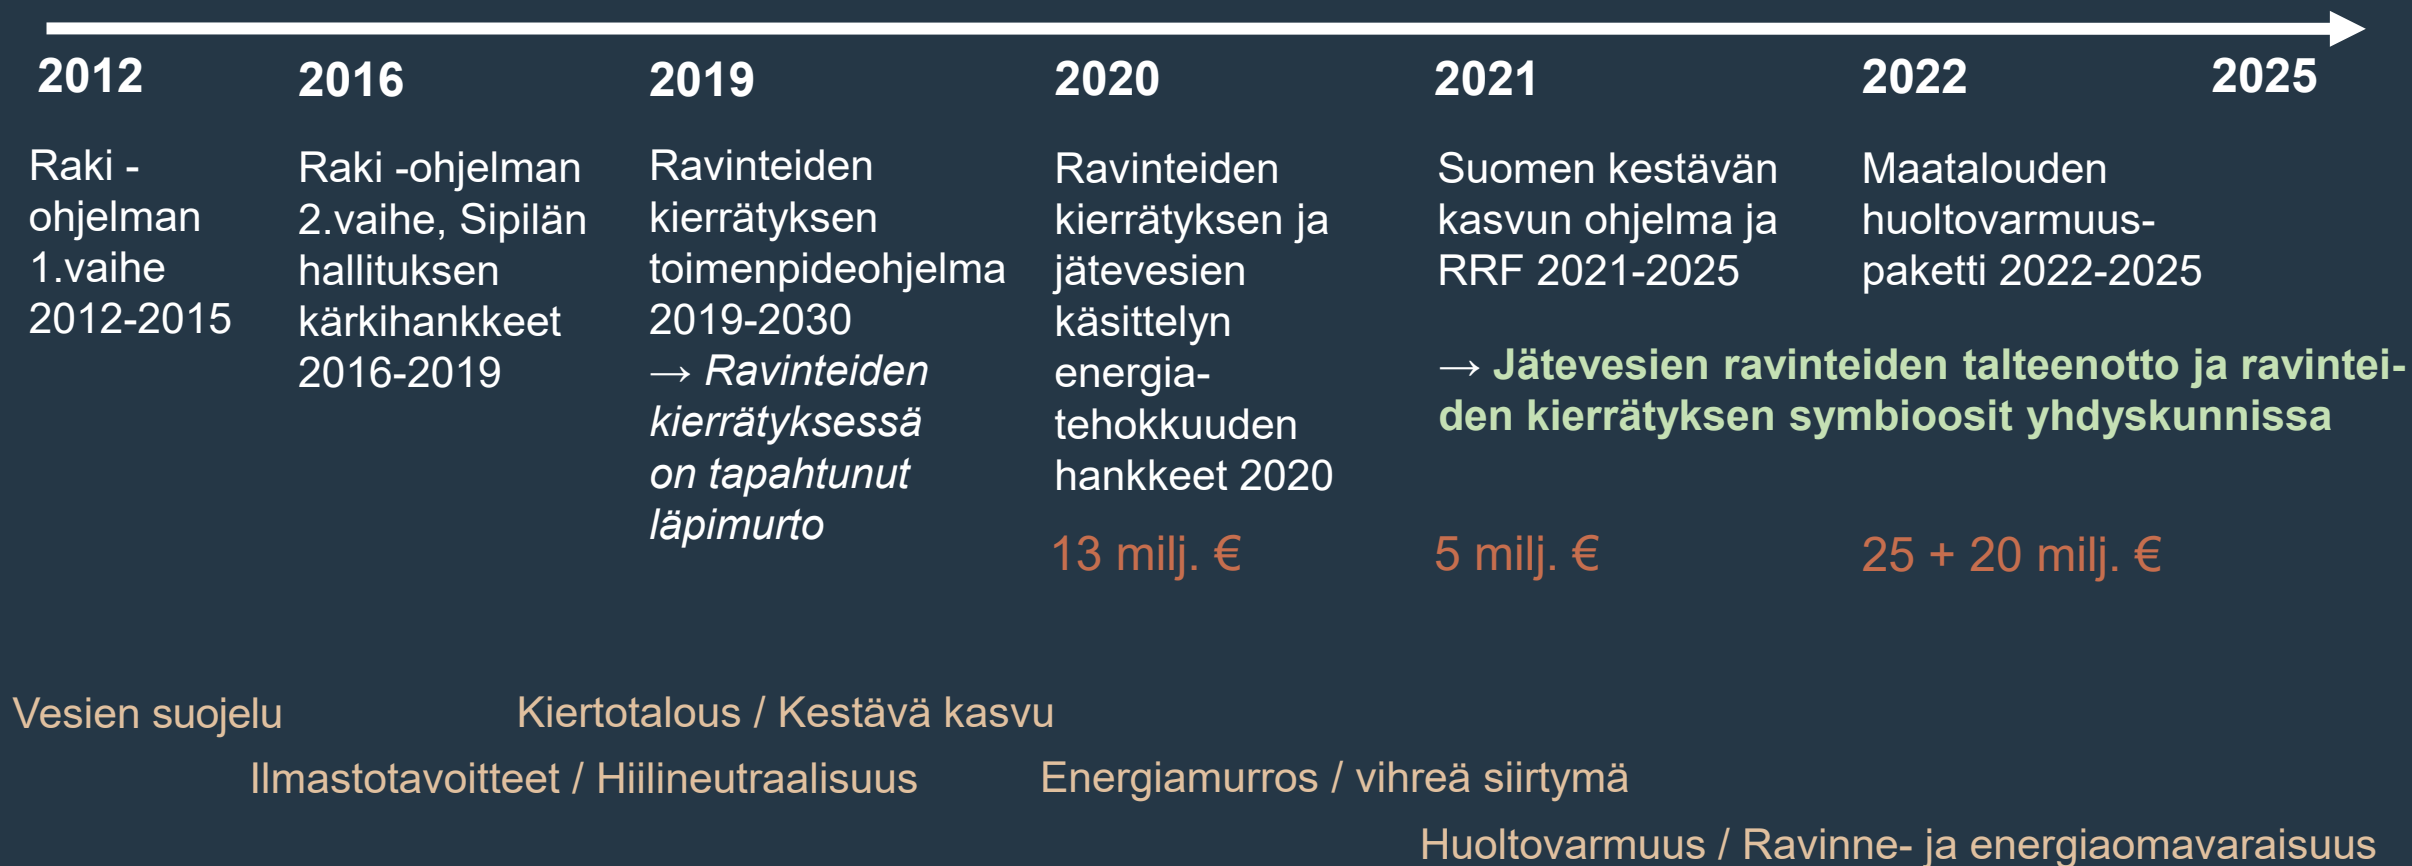 2012
2016
2019
2020
2021
2022
2025
Raki -
ohjelman
1.vaihe
2012-2015
Raki -ohjelman
2.vaihe, Sipilän
hallituksen
kärkihankkeet
2016-2019
Ravinteiden
kierrätyksen
toimenpideohjelma
2019-2030
→ Ravinteiden
kierrätyksessä
on tapahtunut
läpimurto
Ravinteiden
kierrätyksen ja
jätevesien
käsittelyn
energia-
tehokkuuden
hankkeet 2020
13 milj. €
Suomen kestävän
kasvun ohjelma ja
RRF 2021-2025
Maatalouden
huoltovarmuus-
paketti 2022-2025
→ Jätevesien ravinteiden talteenotto ja ravintei-
den kierrätyksen symbioosit yhdyskunnissa
5 milj. €
25 + 20 milj. €
Vesien suojelu
Kiertotalous / Kestävä kasvu
Ilmastotavoitteet / Hiilineutraalisuus
Energiamurros / vihreä siirtymä
Huoltovarmuus / Ravinne- ja energiaomavaraisuus